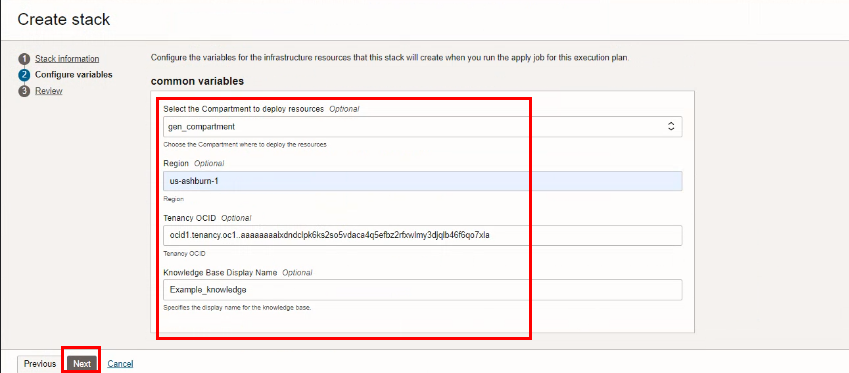 Create stack
1 Stack information
2 Configure variables
3 Review
Configure the variables for the infrastructure resources that this stack will create when you run the apply job for this execution plan.
common variables
Select the Compartment to deploy resources Optional
gen_compartment
Choose the Compartment where to deploy the resources
Region Optional
us-ashburn-1
Region
Tenancy OCID Optional
ocid1.tenancy.oc1..aaaaaaaalxdndclpk6ks2so5vdaca4q5efbz2rfxwlmy3djqlb46f6qo7xla
Tenancy OCID
Knowledge Base Display Name Optional
Example_knowledge
Specifies the display name for the knowledge base.
Previous Next Cancel